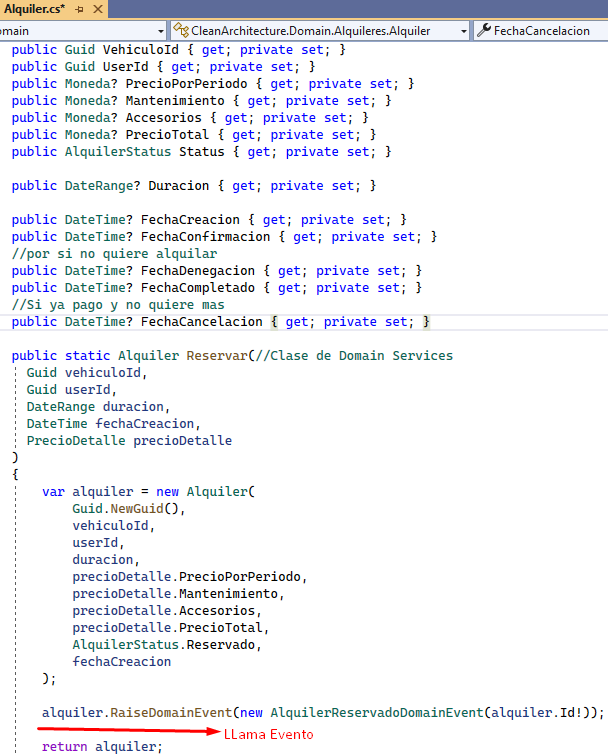 Alquiler.cs*
omain
CleanArchitecture.Domain.Alquileres.Alquiler
FechaCancelacion
public Guid VehiculoId { get; private set; }
public Guid UserId { get; private set; }
public Moneda? PrecioPorPeriodo { get; private set; }
public Moneda? Mantenimiento { get; private set; }
public Moneda? Accesorios { get; private set; }
public Moneda? PrecioTotal { get; private set; }
public AlquilerStatus Status { get; private set; }
public DateRange? Duracion { get; private set; }
public DateTime? FechaCreacion { get; private set; }
public DateTime? FechaConfirmacion { get; private set; }
//por si no quiere alquilar
public DateTime? FechaDenegacion { get; private set; }
public DateTime? FechaCompletado { get; private set; }
//Si ya pago y no quiere mas
public DateTime? FechaCancelacion { get; private set; }
public static Alquiler Reservar(//Clase de Domain Services
Guid vehiculoId,
Guid userId,
DateRange duracion,
DateTime fechaCreacion,
PrecioDetalle precioDetalle
)
{
var alquiler = new Alquiler(
Guid.NewGuid(),
vehiculoId,
userId,
duracion,
precioDetalle.PrecioPorPeriodo,
precioDetalle.Mantenimiento,
precioDetalle.Accesorios,
precioDetalle.PrecioTotal,
AlquilerStatus.Reservado,
fechaCreacion
);
alquiler.RaiseDomainEvent(new AlquilerReservadoDomainEvent(alquiler.Id!));
LLama Evento
return alquiler;